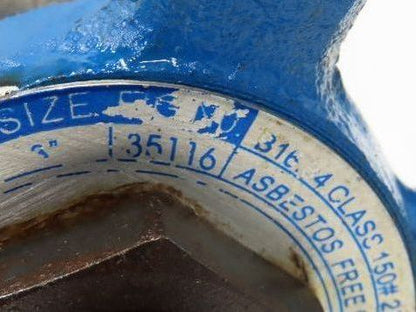 SIZE
3" 35116
316. 4 CLASS 150# 2
ASBESTOS FREE